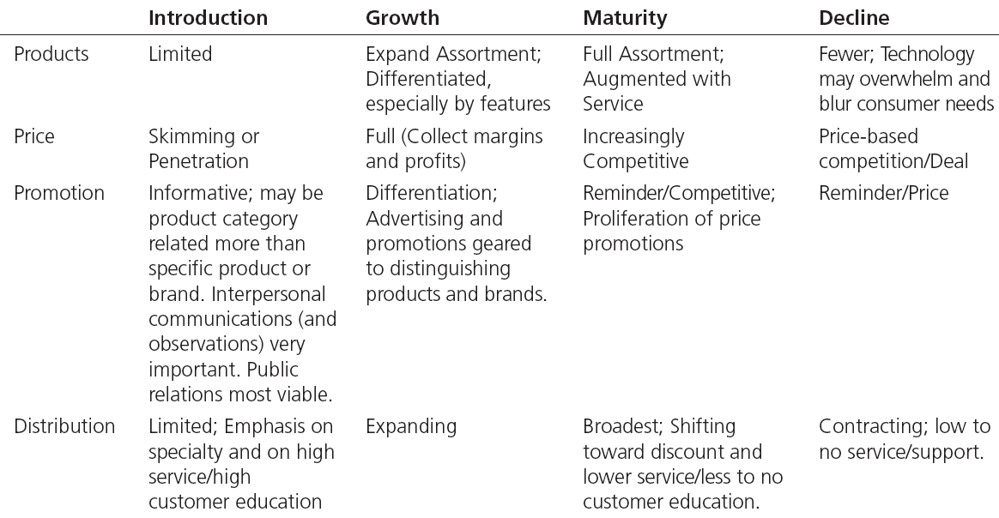 Introduction Growth Maturity Decline
Products Limited Expand Assortment; Full Assortment; Fewer; Technology
Differentiated, Augmented with may overwhelm and
especially by features Service blur consumer needs
Price Skimming or Full (Collect margins Increasingly Price-based
Penetration and profits) Competitive competition/Deal
Promotion Informative; may be Differentiation; Reminder/Competitive; Reminder/Price
product category Advertising and Proliferation of price
related more than promotions geared promotions
specific product or to distinguishing
brand. Interpersonal products and brands.
communications (and
observations) very
important. Public
relations most viable.
Distribution Limited; Emphasis on Expanding Broadest; Shifting Contracting; low to
specialty and on high toward discount and no service/support.
service/high lower service/less to no
customer education customer education.